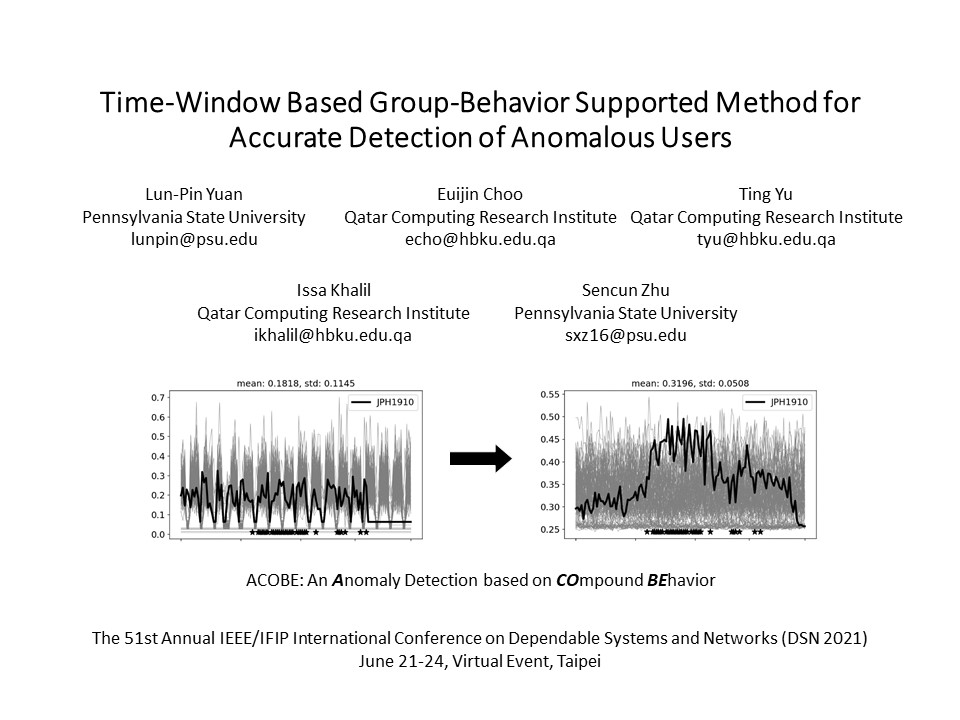 Time-Window Based Group-Behavior Supported Method for
Accurate Detection of Anomalous Users
Lun-Pin Yuan
Pennsylvania State University
lunpin@psu.edu
Euijin Choo
Qatar Computing Research Institute
echo@hbku.edu.qa
Ting Yu
Qatar Computing Research Institute
tyu@hbku.edu.qa
Issa Khalil
Qatar Computing Research Institute
ikhalil@hbku.edu.qa
Sencun Zhu
Pennsylvania State University
sxz16@psu.edu
mean: 0.1818, std: 0.1145
JPH1910
0.7
0.6
0.5
0.4
0.3
0.2
0.1
0.0
mean: 0.3196, std: 0.0508
JPH1910
0.55
0.50
0.45
0.40
0.35
0.30
0.25
ACOBE: An Anomaly Detection based on COmpound BEhavior
The 51st Annual IEEE/IFIP International Conference on Dependable Systems and Networks (DSN 2021)
June 21-24, Virtual Event, Taipei